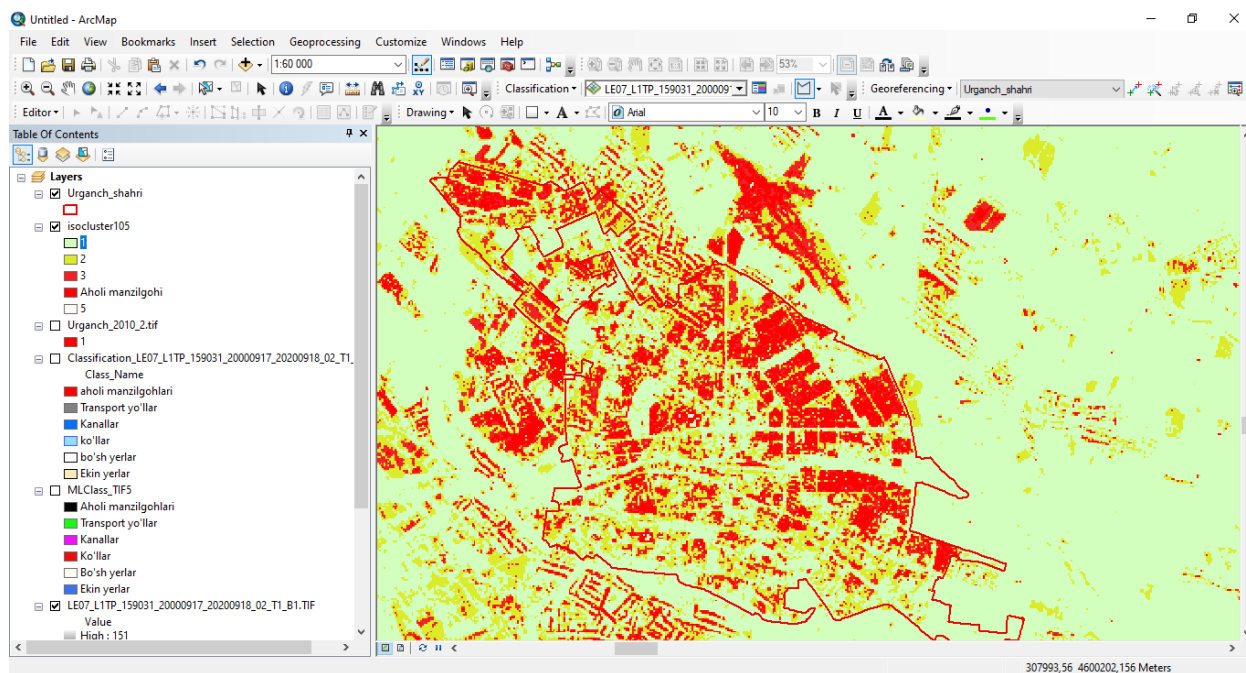 Untitled - ArcMap
File Edit View Bookmarks Insert Selection Geoprocessing Customize Windows Help
1:60 000 53%
Classification LE07_L1TP_159031_20000917 Georeferencing Urganch_shahri
Editor Drawing A Arial 10 B I U A
Table Of Contents
Layers
Urganch_shahri
isocluster105
1
2
3
Aholi manzilgohi
5
Urganch_2010_2.tif
1
Classification_LE07_L1TP_159031_20000917_20200918_02_T1_
Class_Name
aholi manzilgohlari
Transport yo'llar
Kanallar
ko'llar
bo'sh yerlar
Ekin yerlar
MLClass_TIF5
Aholi manzilgohlari
Transport yo'llar
Kanallar
Ko'llar
Bo'sh yerlar
Ekin yerlar
LE07_L1TP_159031_20000917_20200918_02_T1_B1.TIF
Value
High : 151
307993,56 4600202,156 Meters